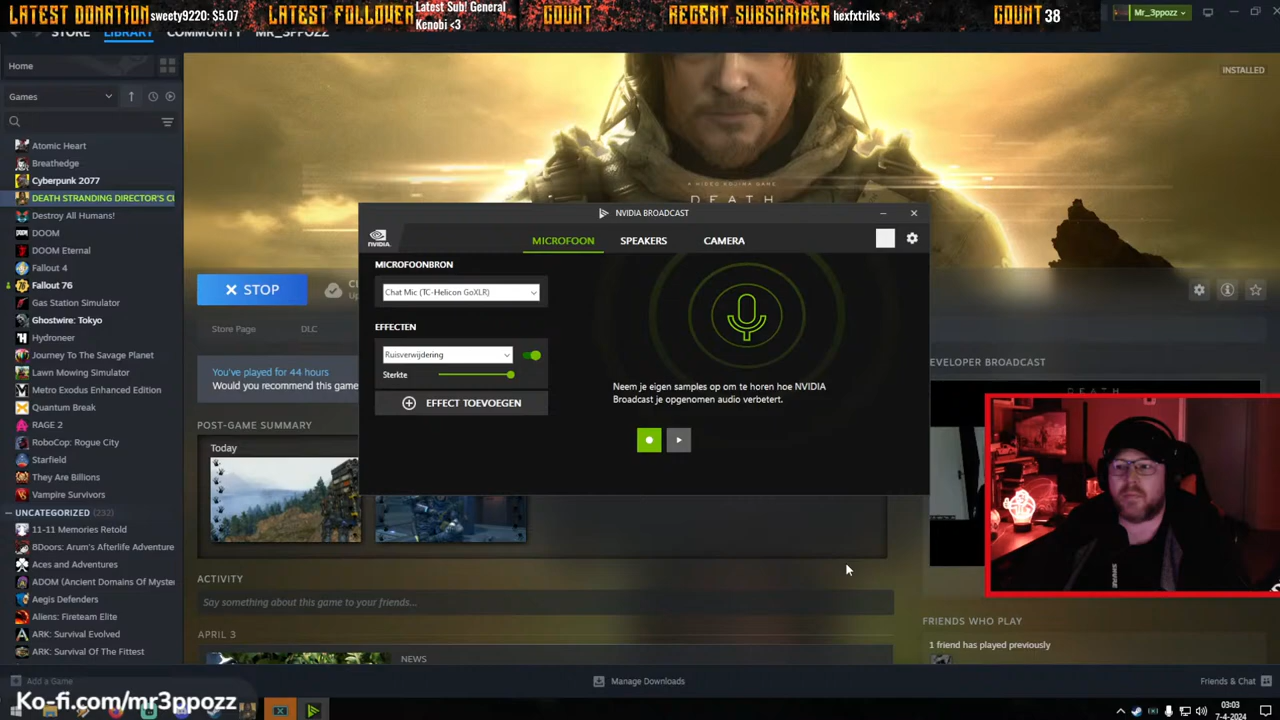 LATEST DONATION sweety9220: $5.07
LATEST FOLLOWER
Latest Sub! General
Kenobi <3
COUNT
RECENT SUBSCRIBER hexfxtriks
COUNT 38
Mr_3ppozz
STORE LIBRARY COMMUNITY MR_3PPOZZ
Home
Games
Atomic Heart
Breathedge
Cyberpunk 2077
DEATH STRANDING DIRECTOR'S CU
Destroy All Humans!
DOOM
DOOM Eternal
Fallout 4
Fallout 76
Gas Station Simulator
Ghostwire: Tokyo
Hydroneer
Journey To The Savage Planet
Lawn Mowing Simulator
Metro Exodus Enhanced Edition
Quantum Break
RAGE 2
RoboCop: Rogue City
Starfield
They Are Billions
Vampire Survivors
UNCATEGORIZED (232)
11-11 Memories Retold
8Doors: Arum's Afterlife Adventure
Aces and Adventures
ADOM (Ancient Domains Of Myste
Aegis Defenders
Aliens: Fireteam Elite
ARK: Survival Evolved
ARK: Survival Of The Fittest
Add a Game
INSTALLED
A HIDEO KOJIMA GAME
DEATH
STOP
Store Page
DLC
You've played for 44 hours
Would you recommend this game
POST-GAME SUMMARY
Today
NVIDIA BROADCAST
NVIDIA.
MICROFOON
SPEAKERS
CAMERA
MICROFOONBRON
Chat Mic (TC-Helicon GoXLR)
EFFECTEN
Ruisverwijdering
Sterkte
EFFECT TOEVOEGEN
Neem je eigen samples op om te horen hoe NVIDIA
Broadcast je opgenomen audio verbetert.
EVELOPER BROADCAST
DEATH
ACTIVITY
Say something about this game to your friends...
APRIL 3
NEWS
FRIENDS WHO PLAY
1 friend has played previously
Manage Downloads
Friends & Chat
Ko-fi.com/mr3ppozz
03:03
7-4-2024